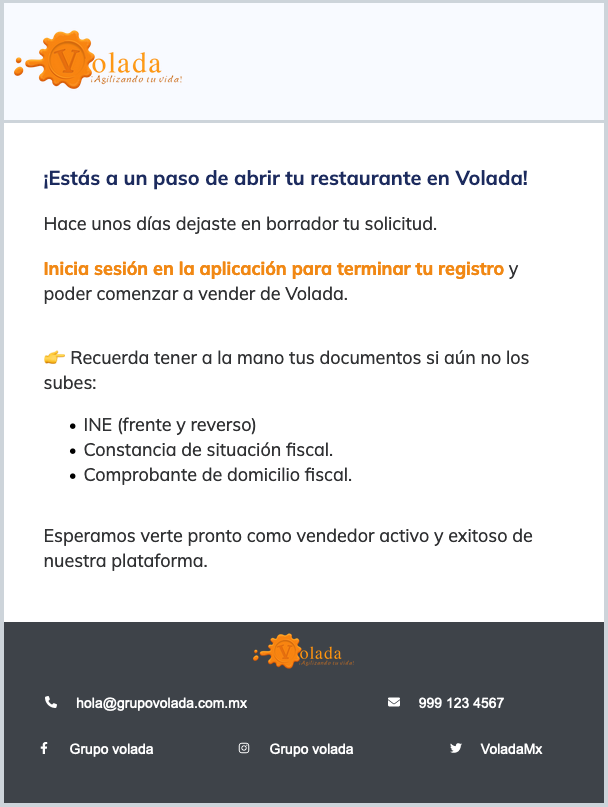 Volada
¡Agilizando tu vida!
¡Estás a un paso de abrir tu restaurante en Volada!
Hace unos días dejaste en borrador tu solicitud.
Inicia sesión en la aplicación para terminar tu registro y
poder comenzar a vender de Volada.
👉 Recuerda tener a la mano tus documentos si aún no los
subes:
• INE (frente y reverso)
• Constancia de situación fiscal.
• Comprobante de domicilio fiscal.
Esperamos verte pronto como vendedor activo y exitoso de
nuestra plataforma.
Volada
¡Agilizando tu vida!
hola@grupovolada.com.mx 999 123 4567
Grupo volada Grupo volada VoladaMx